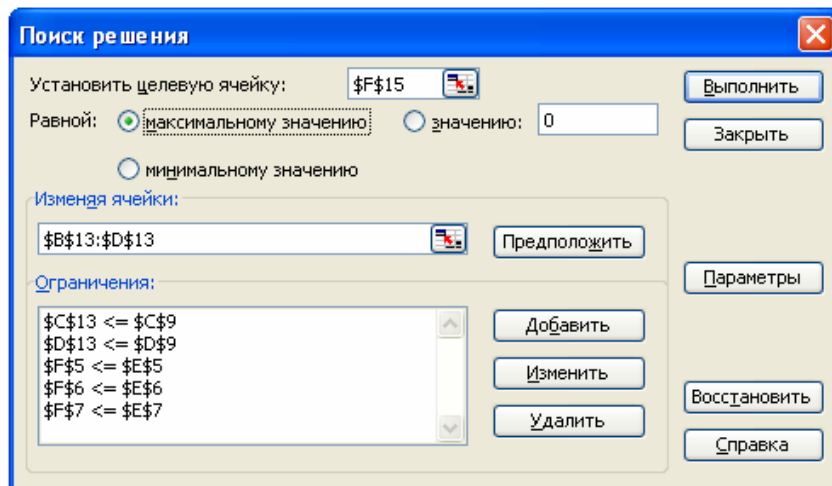 Поиск решения
Установить целевую ячейку: $F$15
Выполнить
Равной: максимальному значению значению: 0
Закрыть
минимальному значению
Изменяя ячейки:
$B$13:$D$13
Предположить
Параметры
Ограничения:
$C$13 <= $C$9
$D$13 <= $D$9
$F$5 <= $E$5
$F$6 <= $E$6
$F$7 <= $E$7
Добавить
Изменить
Удалить
Восстановить
Справка